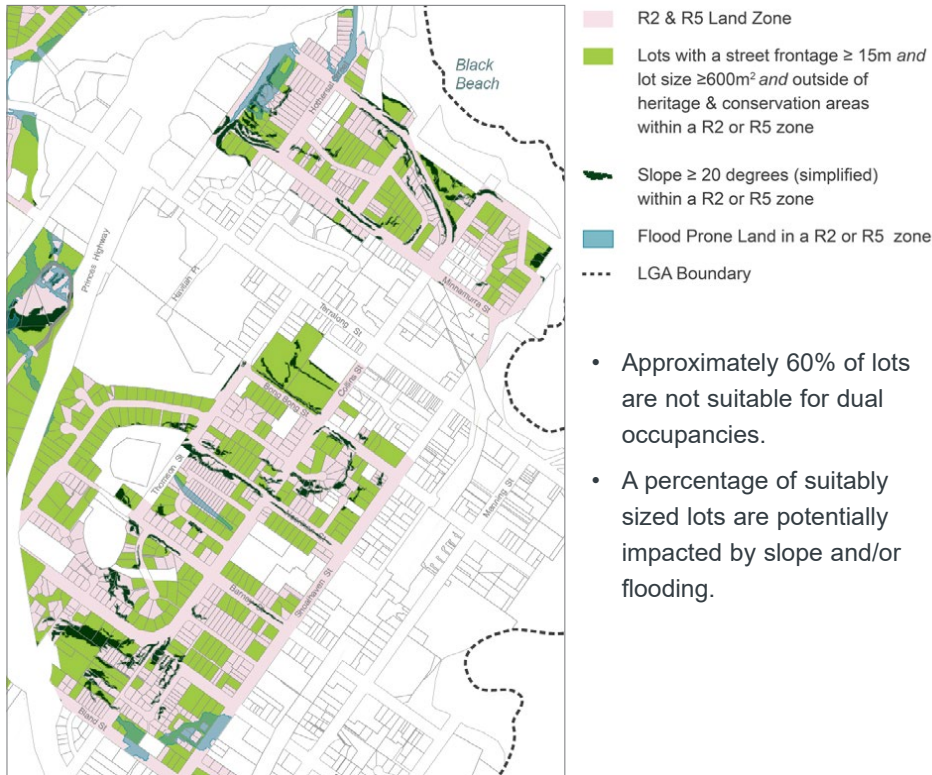 Black
Beach
Hothersal
Princes Highway
Havilah Pl
Minnamurra St
Terralong St
Collins St
Bong Bong St
Thomson St
Manning St
Shoalhaven St
Barney
Bland St
R2 & R5 Land Zone
Lots with a street frontage ≥ 15m and
lot size ≥600m² and outside of
heritage & conservation areas
within a R2 or R5 zone
Slope ≥ 20 degrees (simplified)
within a R2 or R5 zone
Flood Prone Land in a R2 or R5 zone
LGA Boundary
• Approximately 60% of lots
are not suitable for dual
occupancies.
• A percentage of suitably
sized lots are potentially
impacted by slope and/or
flooding.